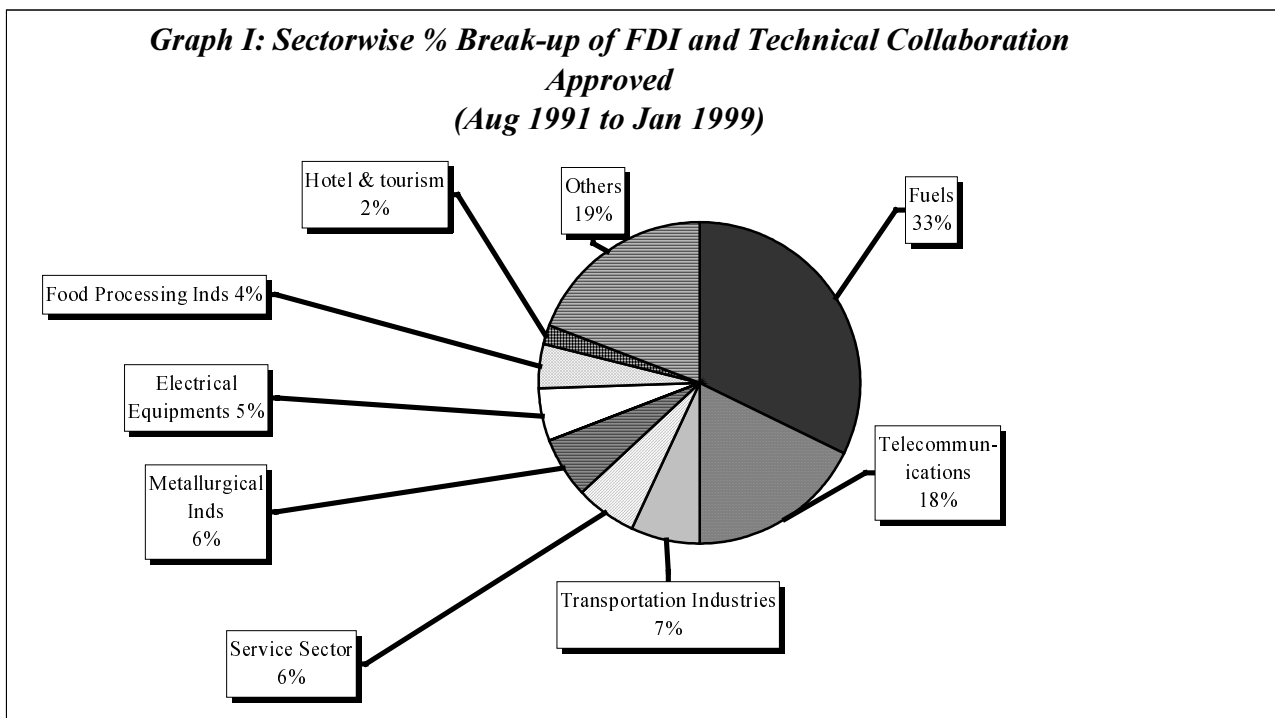 Graph I: Sectorwise % Break-up of FDI and Technical Collaboration
Approved
(Aug 1991 to Jan 1999)
Hotel & tourism
2%
Others
19%
Fuels
33%
Food Processing Inds 4%
Electrical
Equipments 5%
Telecommun-
ications
18%
Metallurgical
Inds
6%
Transportation Industries
7%
Service Sector
6%